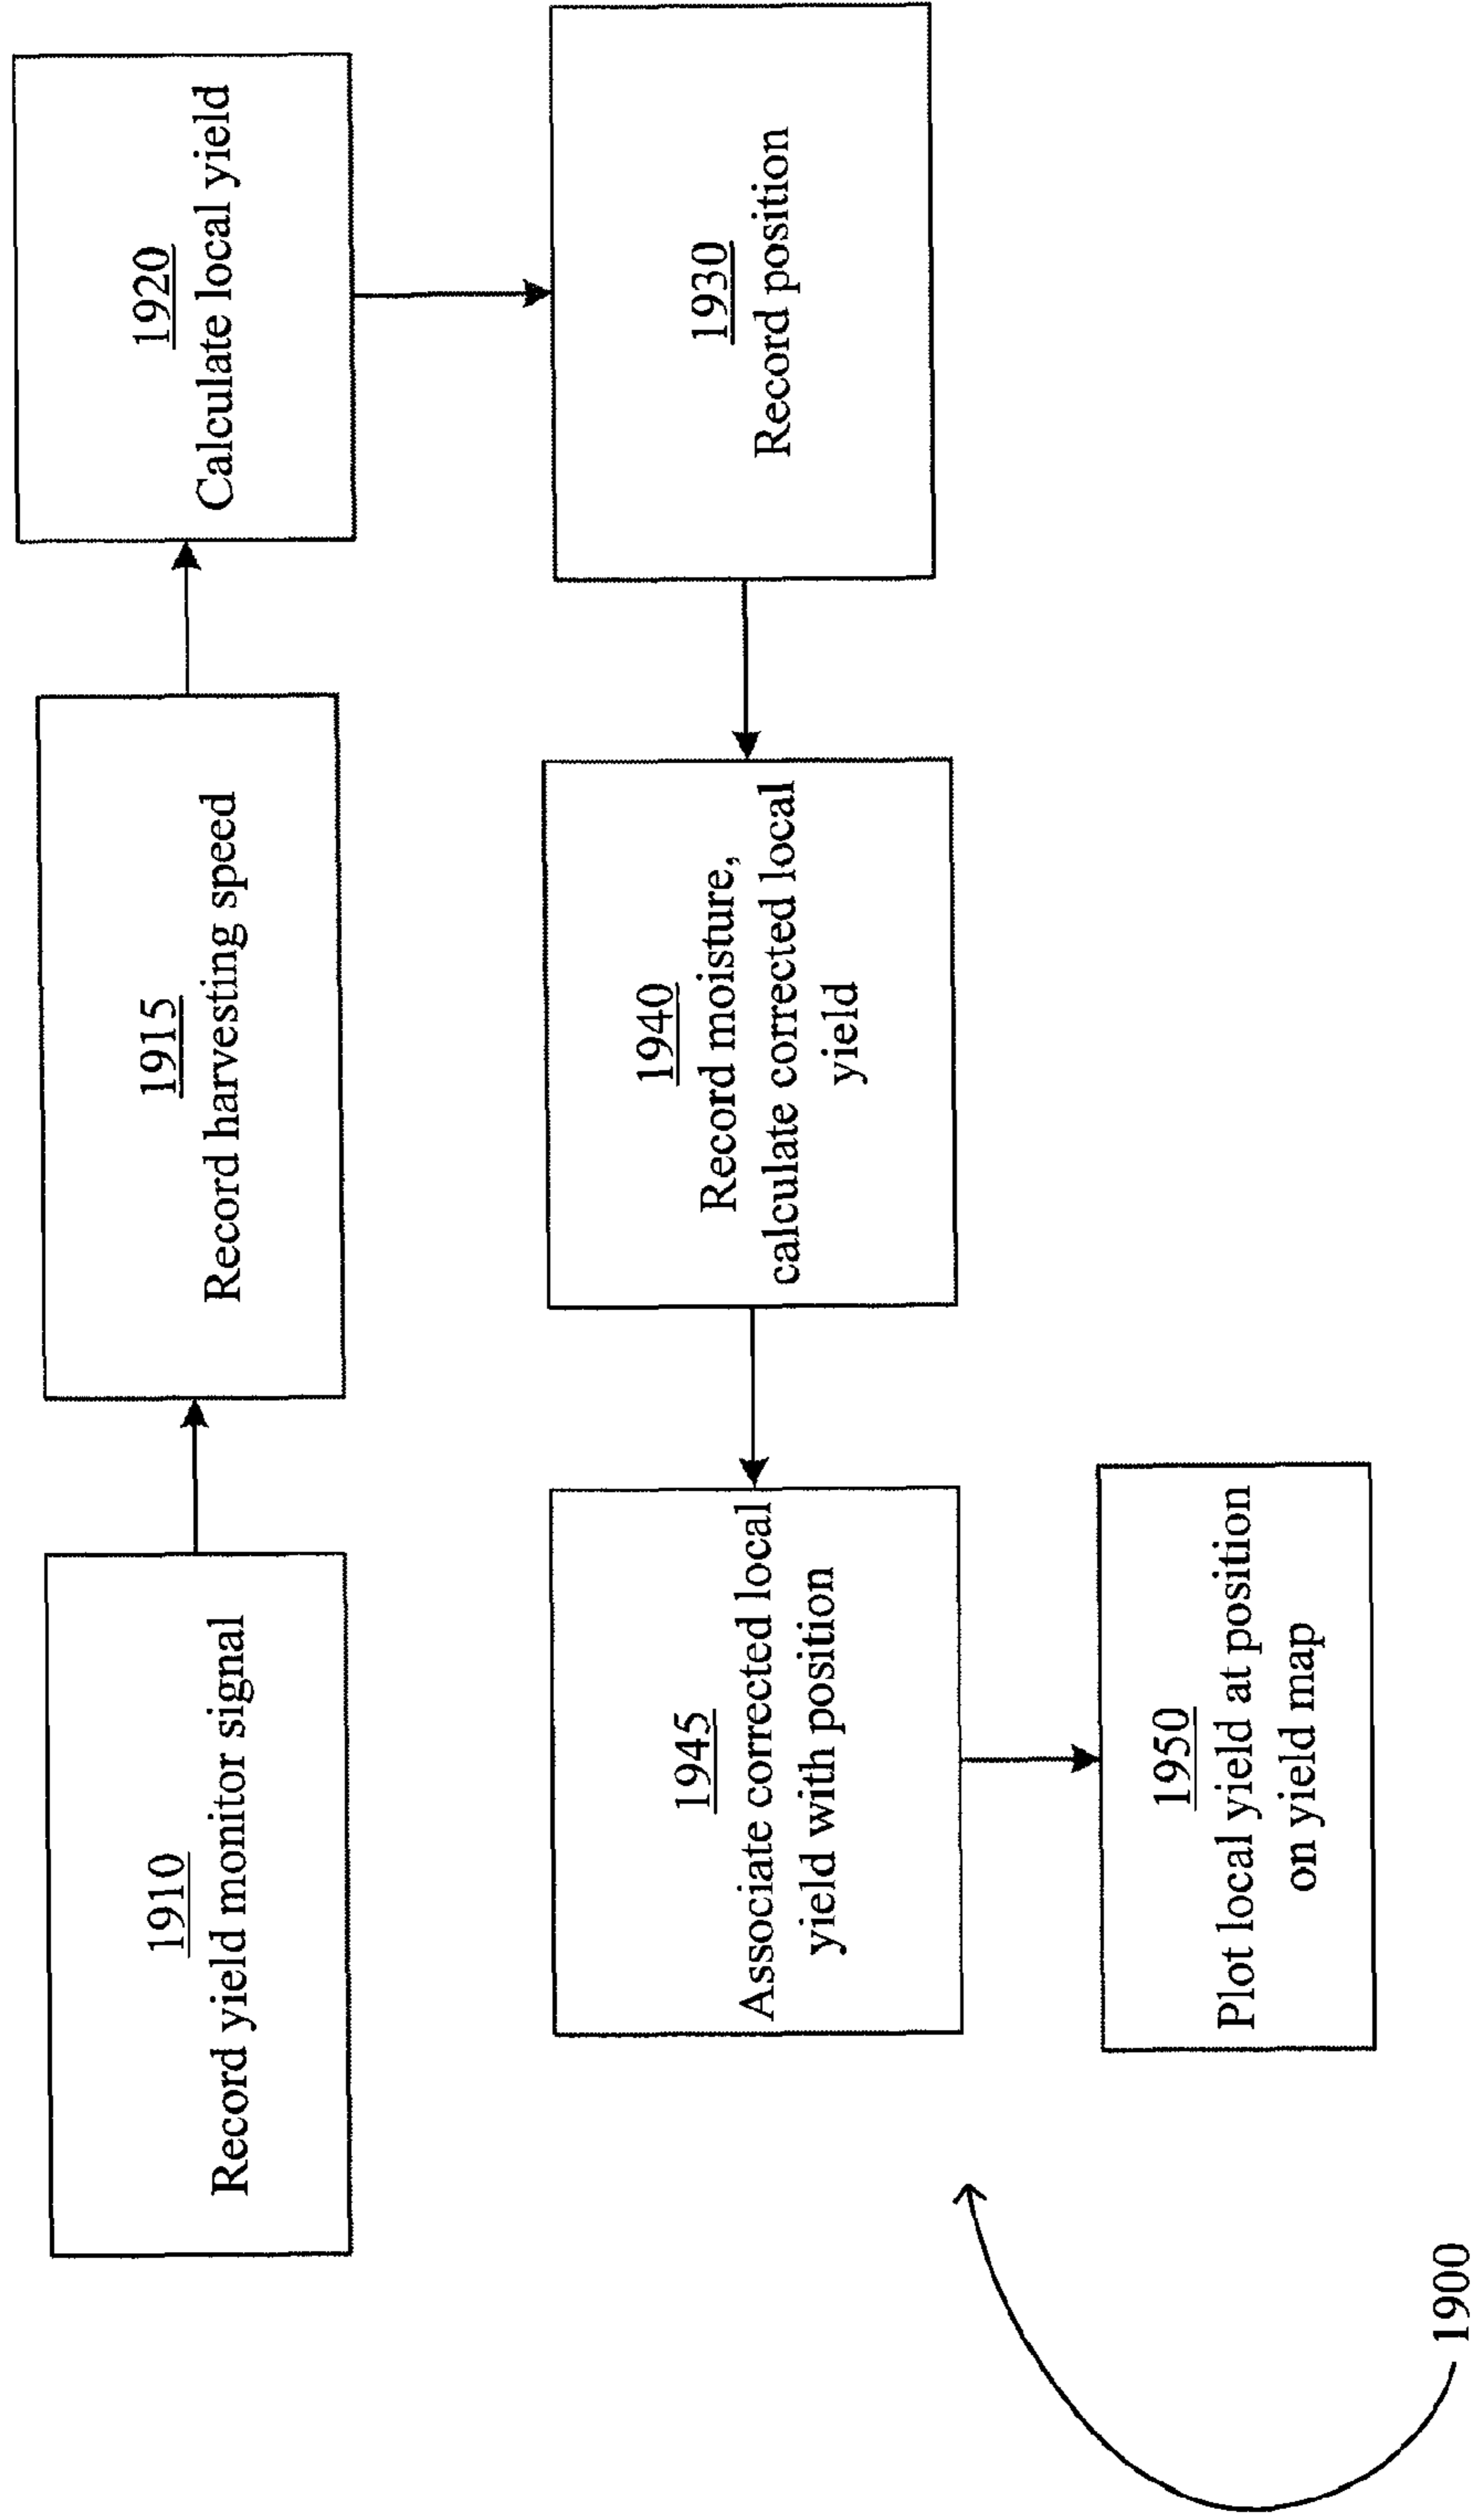 1910
Record yield monitor signal
1915
Record harvesting speed
1920
Calculate local yield
1930
Record position
1940
Record moisture,
calculate corrected local
yield
1945
Associate corrected local
yield with position
1950
Plot local yield at position
on yield map
1900